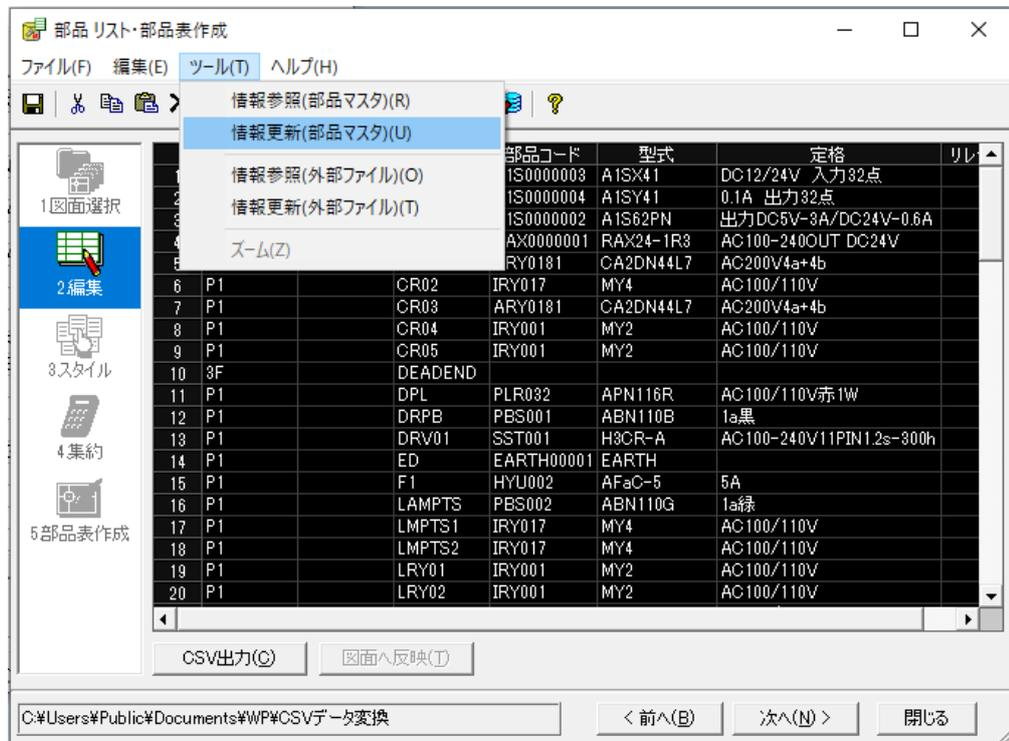 部品 リスト・部品表作成
ファイル(F) 編集(E) ツール(T) ヘルプ(H)
情報参照(部品マスタ)(R)
情報更新(部品マスタ)(U)
情報参照(外部ファイル)(O)
情報更新(外部ファイル)(T)
ズーム(Z)
1.図面選択
2.編集
3.スタイル
4.集約
5.部品表作成
部品コード 型式 定格 リレ
1 1S0000003 A1SX41 DC12/24V 入力32点
2 1S0000004 A1SY41 0.1A 出力32点
3 1S0000002 A1S62PN 出力DC5V-3A/DC24V-0.6A
4 AX0000001 RAX24-1R3 AC100-240OUT DC24V
5 RY0181 CA2DN44L7 AC200V4a+4b
6 P1 CR02 IRY017 MY4 AC100/110V
7 P1 CR03 ARY0181 CA2DN44L7 AC200V4a+4b
8 P1 CR04 IRY001 MY2 AC100/110V
9 P1 CR05 IRY001 MY2 AC100/110V
10 3F DEADEND
11 P1 DPL PLR032 APN116R AC100/110V赤1W
12 P1 DRPB PBS001 ABN110B 1a黒
13 P1 DRV01 SST001 H3CR-A AC100-240V11PIN1.2s-300h
14 P1 ED EARTH00001 EARTH
15 P1 F1 HYU002 AFaC-5 5A
16 P1 LAMPTS PBS002 ABN110G 1a緑
17 P1 LMPTS1 IRY017 MY4 AC100/110V
18 P1 LMPTS2 IRY017 MY4 AC100/110V
19 P1 LRY01 IRY001 MY2 AC100/110V
20 P1 LRY02 IRY001 MY2 AC100/110V
CSV出力(C) 図面へ反映(T)
C:¥Users¥Public¥Documents¥WP¥CSVデータ変換 < 前へ(B) 次へ(N) > 閉じる